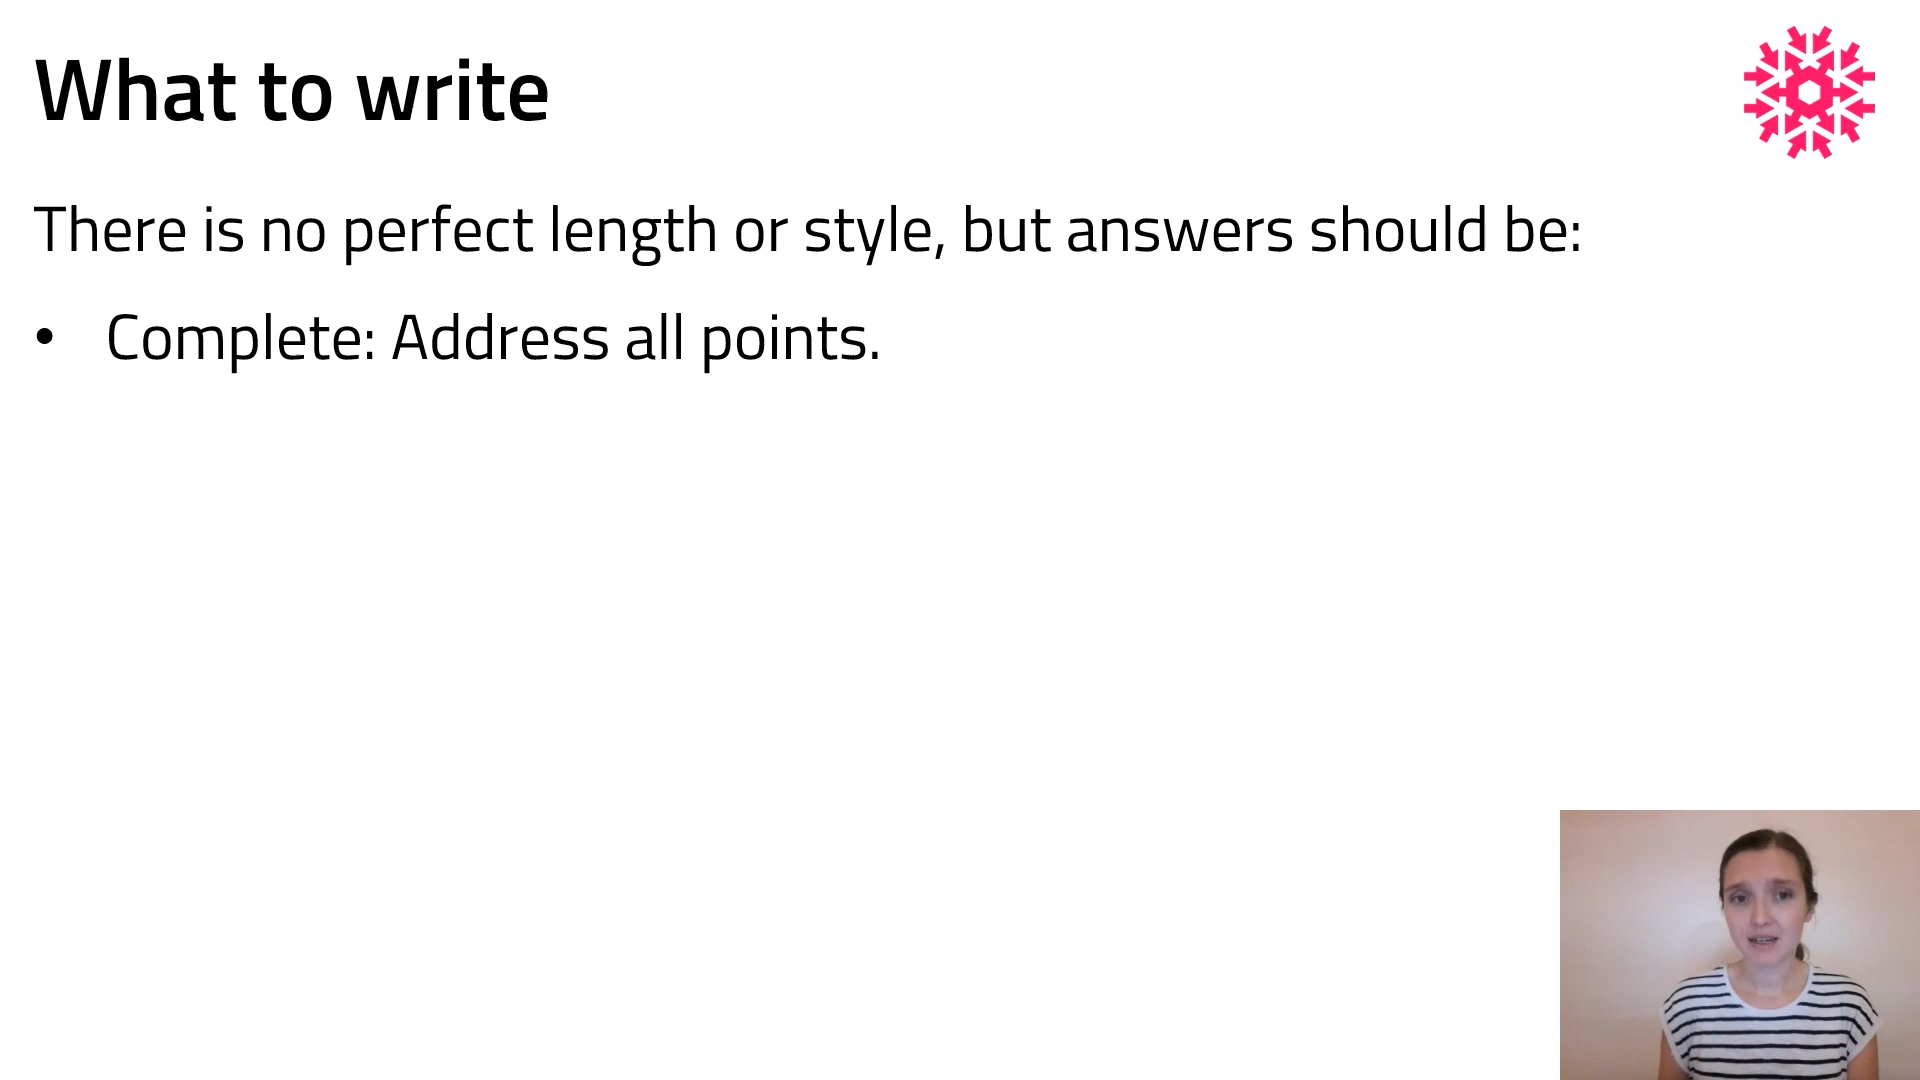 What to write
There is no perfect length or style, but answers should be:
• Complete: Address all points.